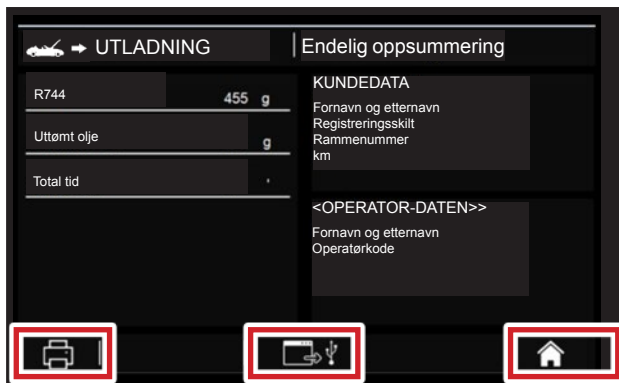 UTLADNING
Endelig oppsummering
R744 455 g
Uttømt olje g
Total tid '
KUNDEDATA
Fornavn og etternavn
Registreringsskilt
Rammenummer
km
<OPERATOR-DATEN>>
Fornavn og etternavn
Operatørkode